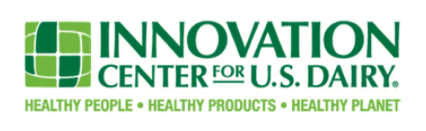 INNOVATION
CENTER FOR U.S. DAIRY®
HEALTHY PEOPLE • HEALTHY PRODUCTS • HEALTHY PLANET